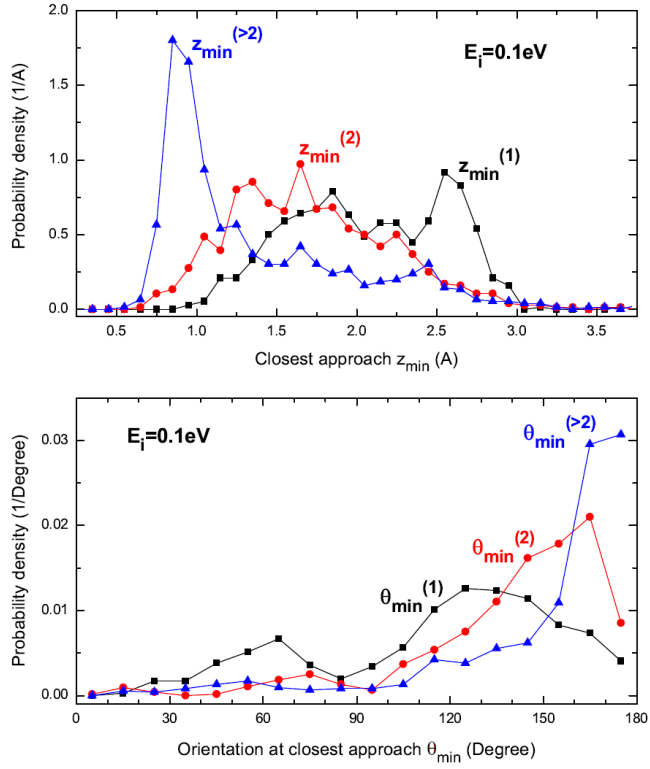 2.0
1.5
1.0
0.5
0.0
Probability density (1/A)
z_min^(>2)
E_i=0.1eV
z_min^(2)
z_min^(1)
0.5 1.0 1.5 2.0 2.5 3.0 3.5
Closest approach z_min (A)
0.03
0.02
0.01
0.00
Probability density (1/Degree)
E_i=0.1eV
θ_min^(>2)
θ_min^(2)
θ_min^(1)
0 30 60 90 120 150 180
Orientation at closest approach θ_min (Degree)